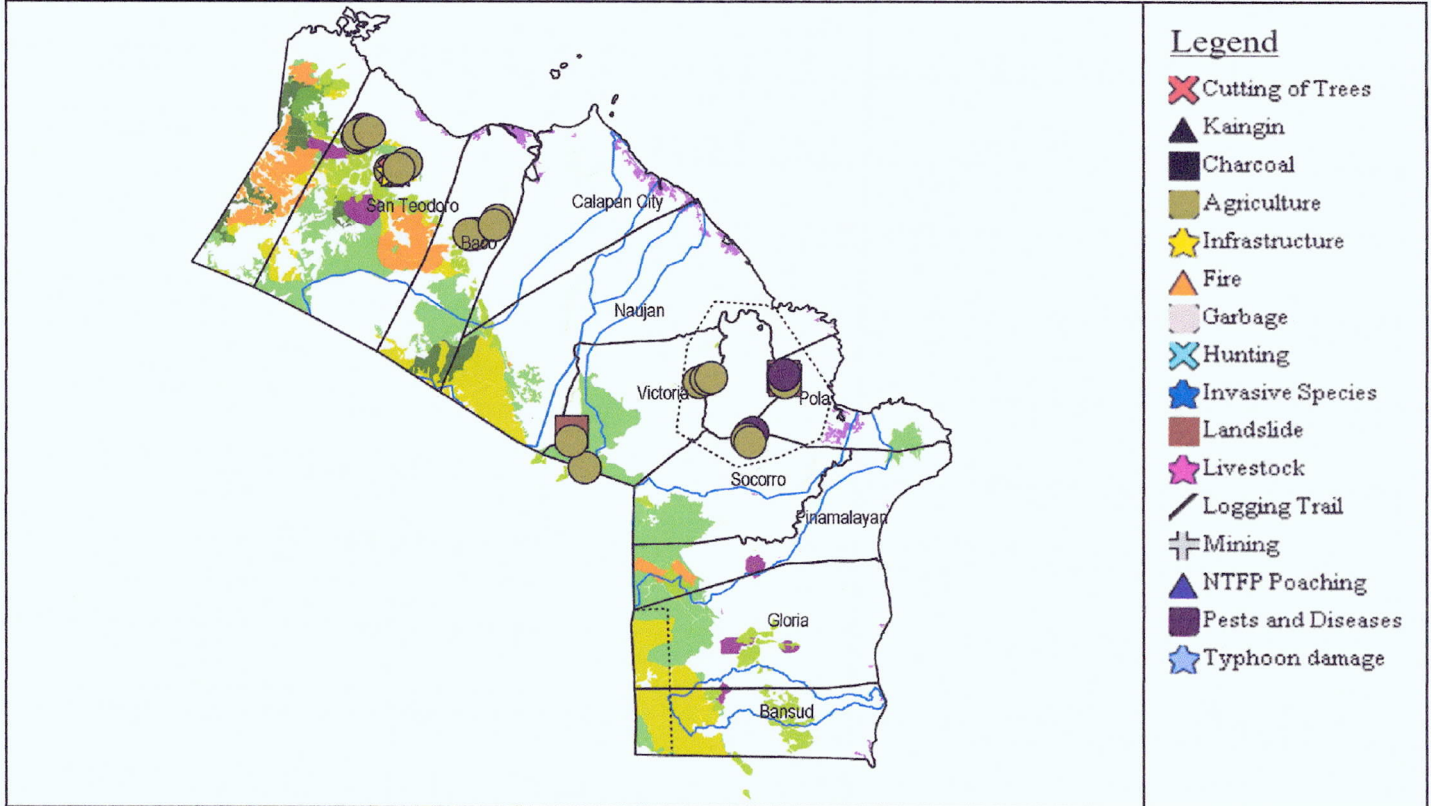 San Teodoro
Calapan City
Baco
Naujan
Victoria
Pola
Socorro
Pinamalayan
Gloria
Bansud
Legend
Cutting of Trees
Kaingin
Charcoal
Agriculture
Infrastructure
Fire
Garbage
Hunting
Invasive Species
Landslide
Livestock
Logging Trail
Mining
NTFP Poaching
Pests and Diseases
Typhoon damage